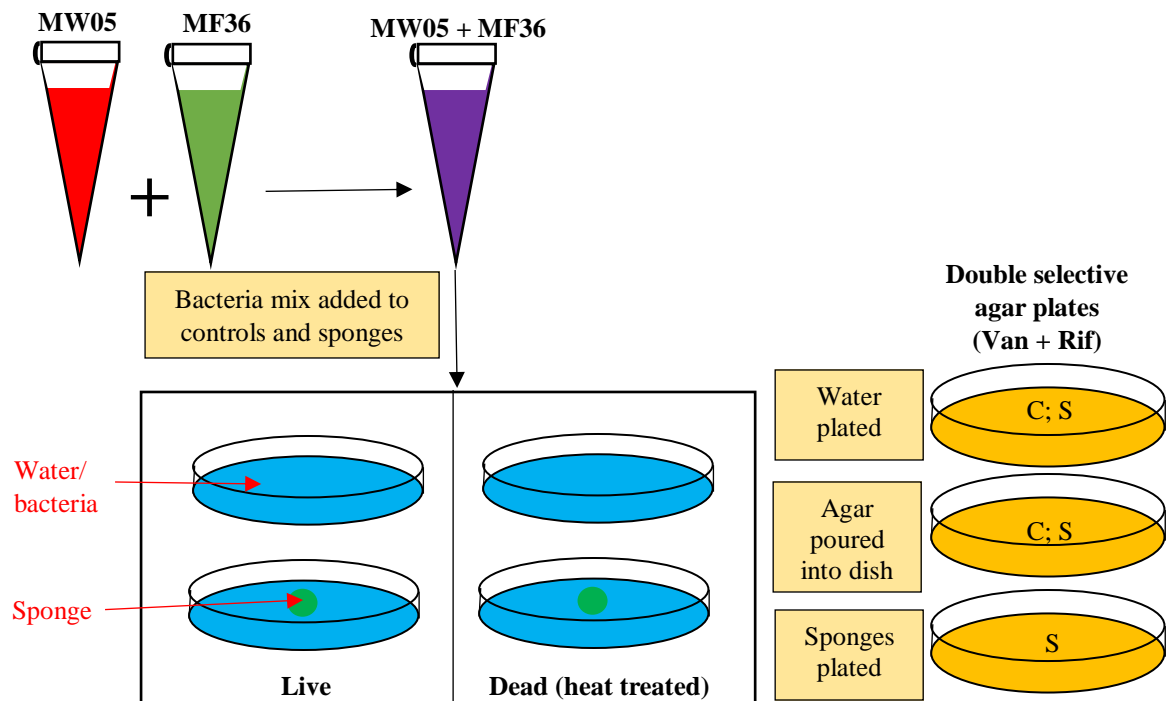 MW05
MF36
MW05 + MF36
+
Bacteria mix added to
controls and sponges
Double selective
agar plates
(Van + Rif)
Water
plated
C; S
Water/
bacteria
Agar
poured
into dish
C; S
Sponge
Sponges
plated
S
Live
Dead (heat treated)